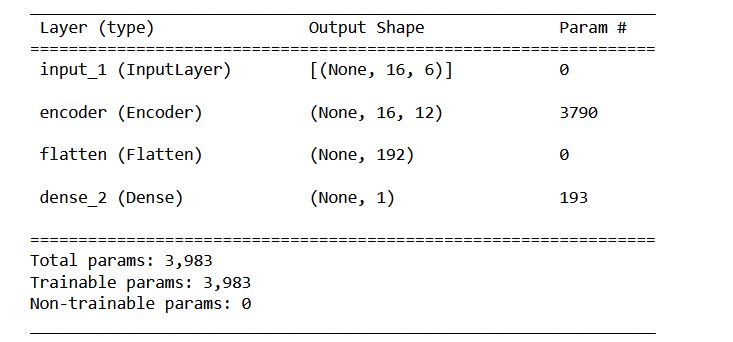 Layer (type) Output Shape Param #
=================================================================
input_1 (InputLayer) [(None, 16, 6)] 0
encoder (Encoder) (None, 16, 12) 3790
flatten (Flatten) (None, 192) 0
dense_2 (Dense) (None, 1) 193
=================================================================
Total params: 3,983
Trainable params: 3,983
Non-trainable params: 0